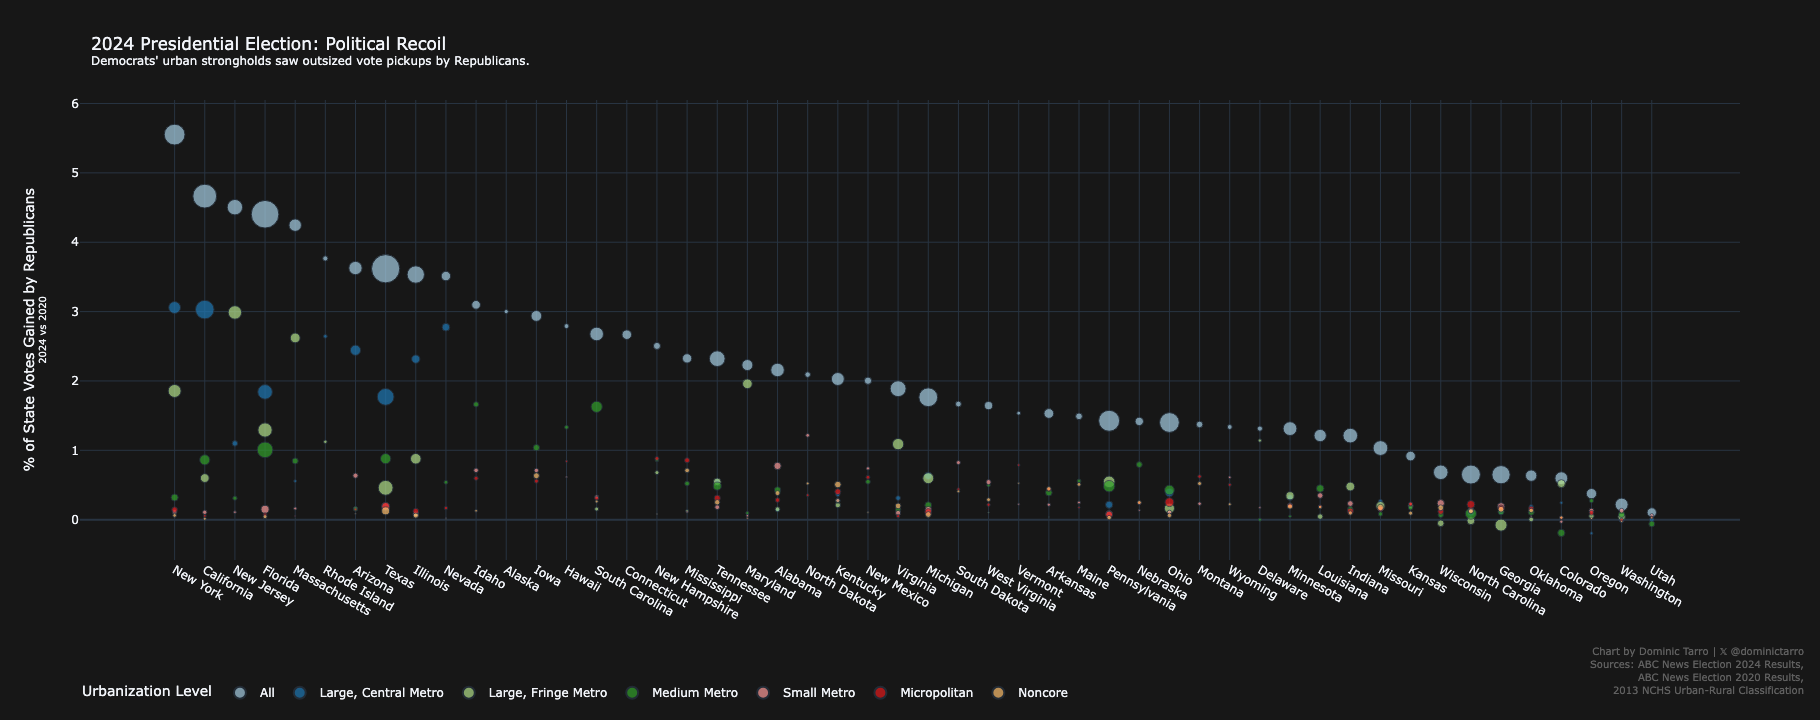 2024 Presidential Election: Political Recoil
Democrats' urban strongholds saw outsized vote pickups by Republicans.
% of State Votes Gained by Republicans
2024 vs 2020
6
5
4
3
2
1
0
New York
California
New Jersey
Florida
Massachusetts
Rhode Island
Arizona
Texas
Illinois
Nevada
Idaho
Alaska
Iowa
Hawaii
South Carolina
Connecticut
New Hampshire
Mississippi
Tennessee
Maryland
Alabama
North Dakota
Kentucky
New Mexico
Virginia
Michigan
South Dakota
West Virginia
Vermont
Arkansas
Maine
Pennsylvania
Nebraska
Ohio
Montana
Wyoming
Delaware
Minnesota
Louisiana
Indiana
Missouri
Kansas
Wisconsin
North Carolina
Georgia
Oklahoma
Colorado
Oregon
Washington
Utah
Urbanization Level All Large, Central Metro Large, Fringe Metro Medium Metro Small Metro Micropolitan Noncore
Chart by Dominic Tarro | 𝕏 @dominictarro
Sources: ABC News Election 2024 Results,
ABC News Election 2020 Results,
2013 NCHS Urban-Rural Classification